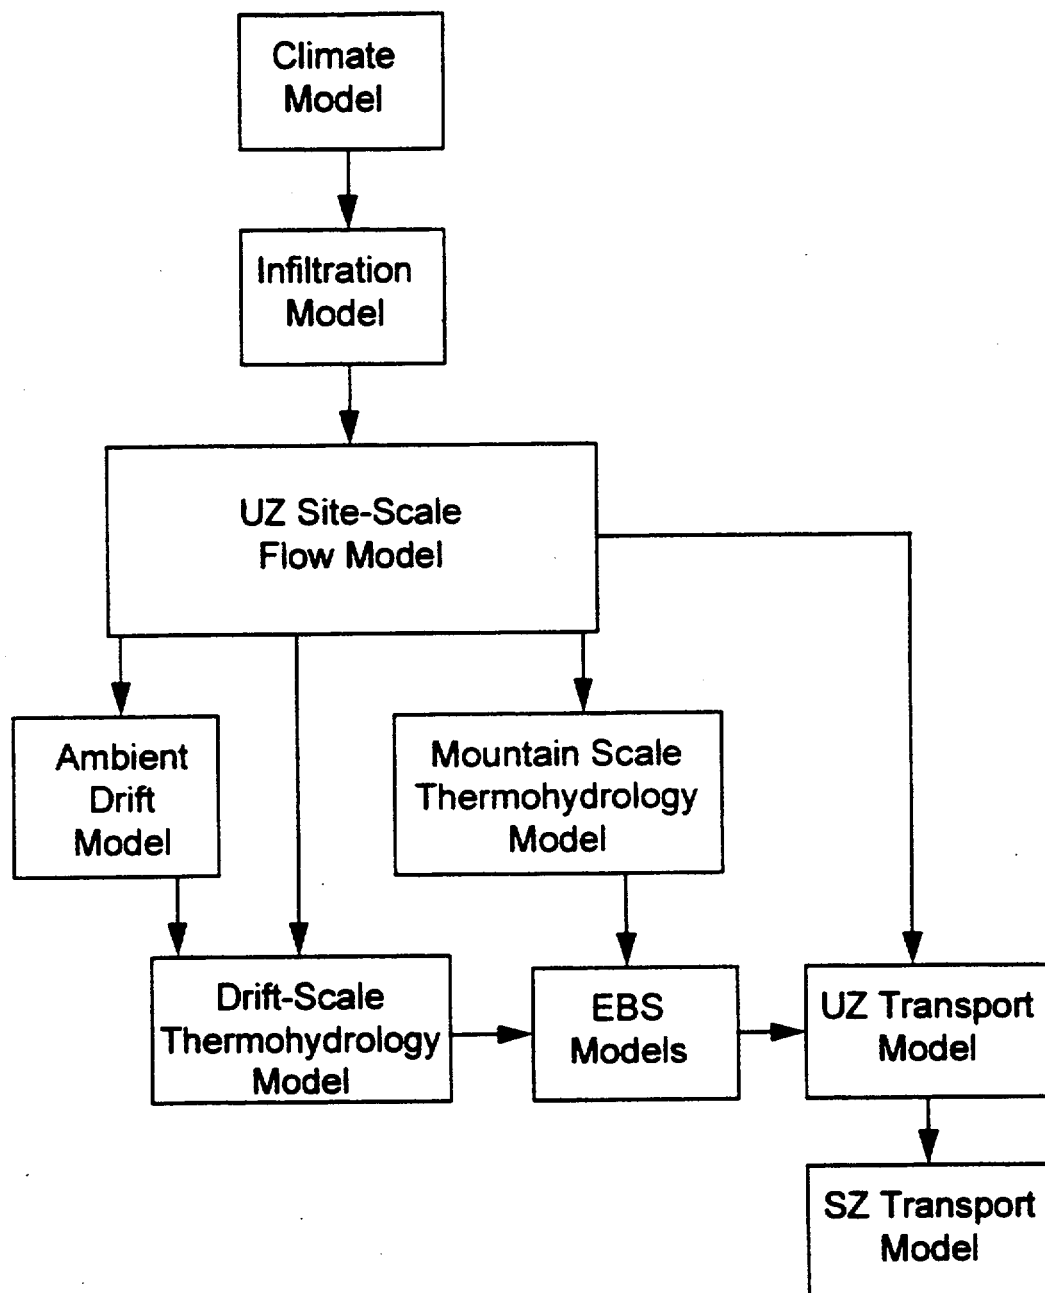 Climate
Model
Infiltration
Model
UZ Site-Scale
Flow Model
Ambient
Drift
Model
Mountain Scale
Thermohydrology
Model
Drift-Scale
Thermohydrology
Model
EBS
Models
UZ Transport
Model
SZ Transport
Model